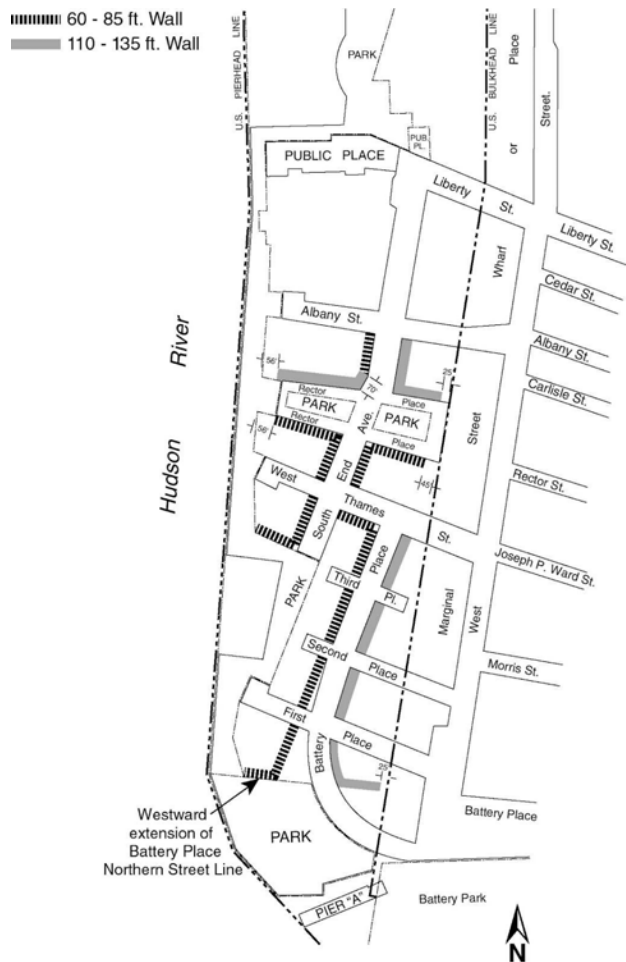 60 - 85 ft. Wall
110 - 135 ft. Wall
U.S. PIERHEAD LINE
U.S. BULKHEAD LINE
Place
or
Street.
PARK
PUB.
PL.
PUBLIC PLACE
Liberty
St.
Liberty St.
Wharf
Cedar St.
Albany St.
Albany St.
River
56'
70'
25'
Carlisle St.
Rector
Place
PARK
PARK
Rector
Place
Ave.
Street
56'
45'
End
Rector St.
Hudson
West
Thames
St.
South
Place
Joseph P. Ward St.
Third
Pl.
PARK
Marginal
West
Second
Place
Morris St.
First
Place
Battery
25'
Battery Place
Westward
extension of
Battery Place
Northern Street Line
PARK
PIER "A"
Battery Park
N